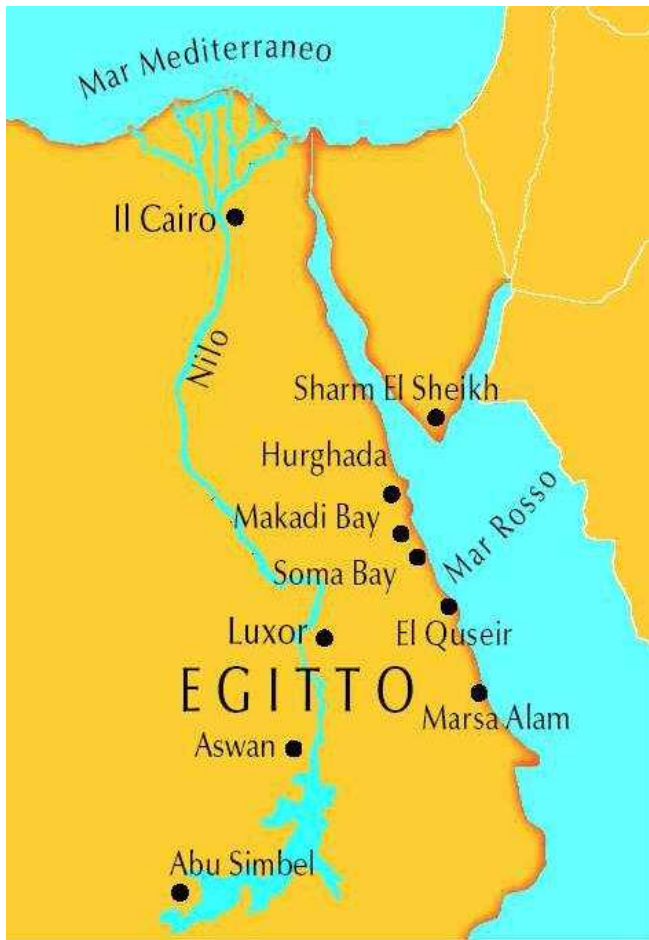 Mar Mediterraneo
Il Cairo
Nilo
Sharm El Sheikh
Hurghada
Makadi Bay
Mar Rosso
Soma Bay
Luxor
El Quseir
EGITTO
Marsa Alam
Aswan
Abu Simbel